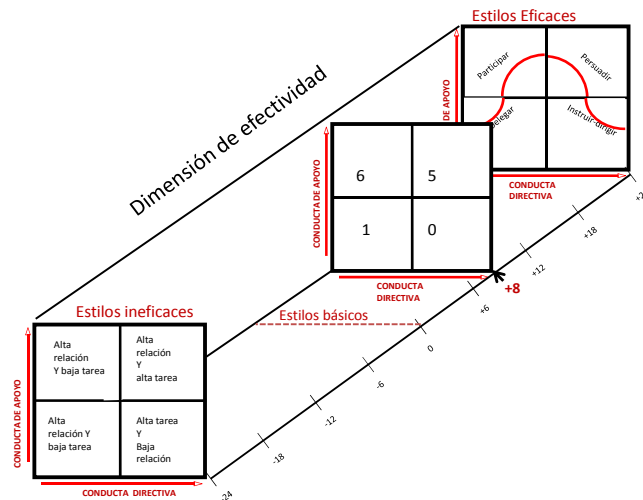 Estilos Eficaces
CONDUCTA DE APOYO
Participar
Persuadir
Delegar
Instruir-dirigir
CONDUCTA
DIRECTIVA
Dimensión de efectividad
CONDUCTA DE APOYO
6
5
1
0
CONDUCTA
DIRECTIVA
+8
Estilos básicos
Estilos ineficaces
CONDUCTA DE APOYO
Alta
relación
Y baja tarea
Alta
relación
Y
alta tarea
Alta
relación Y
baja tarea
Alta tarea
Y
Baja
relación
CONDUCTA DIRECTIVA
-24
-18
-12
-6
0
+6
+12
+18